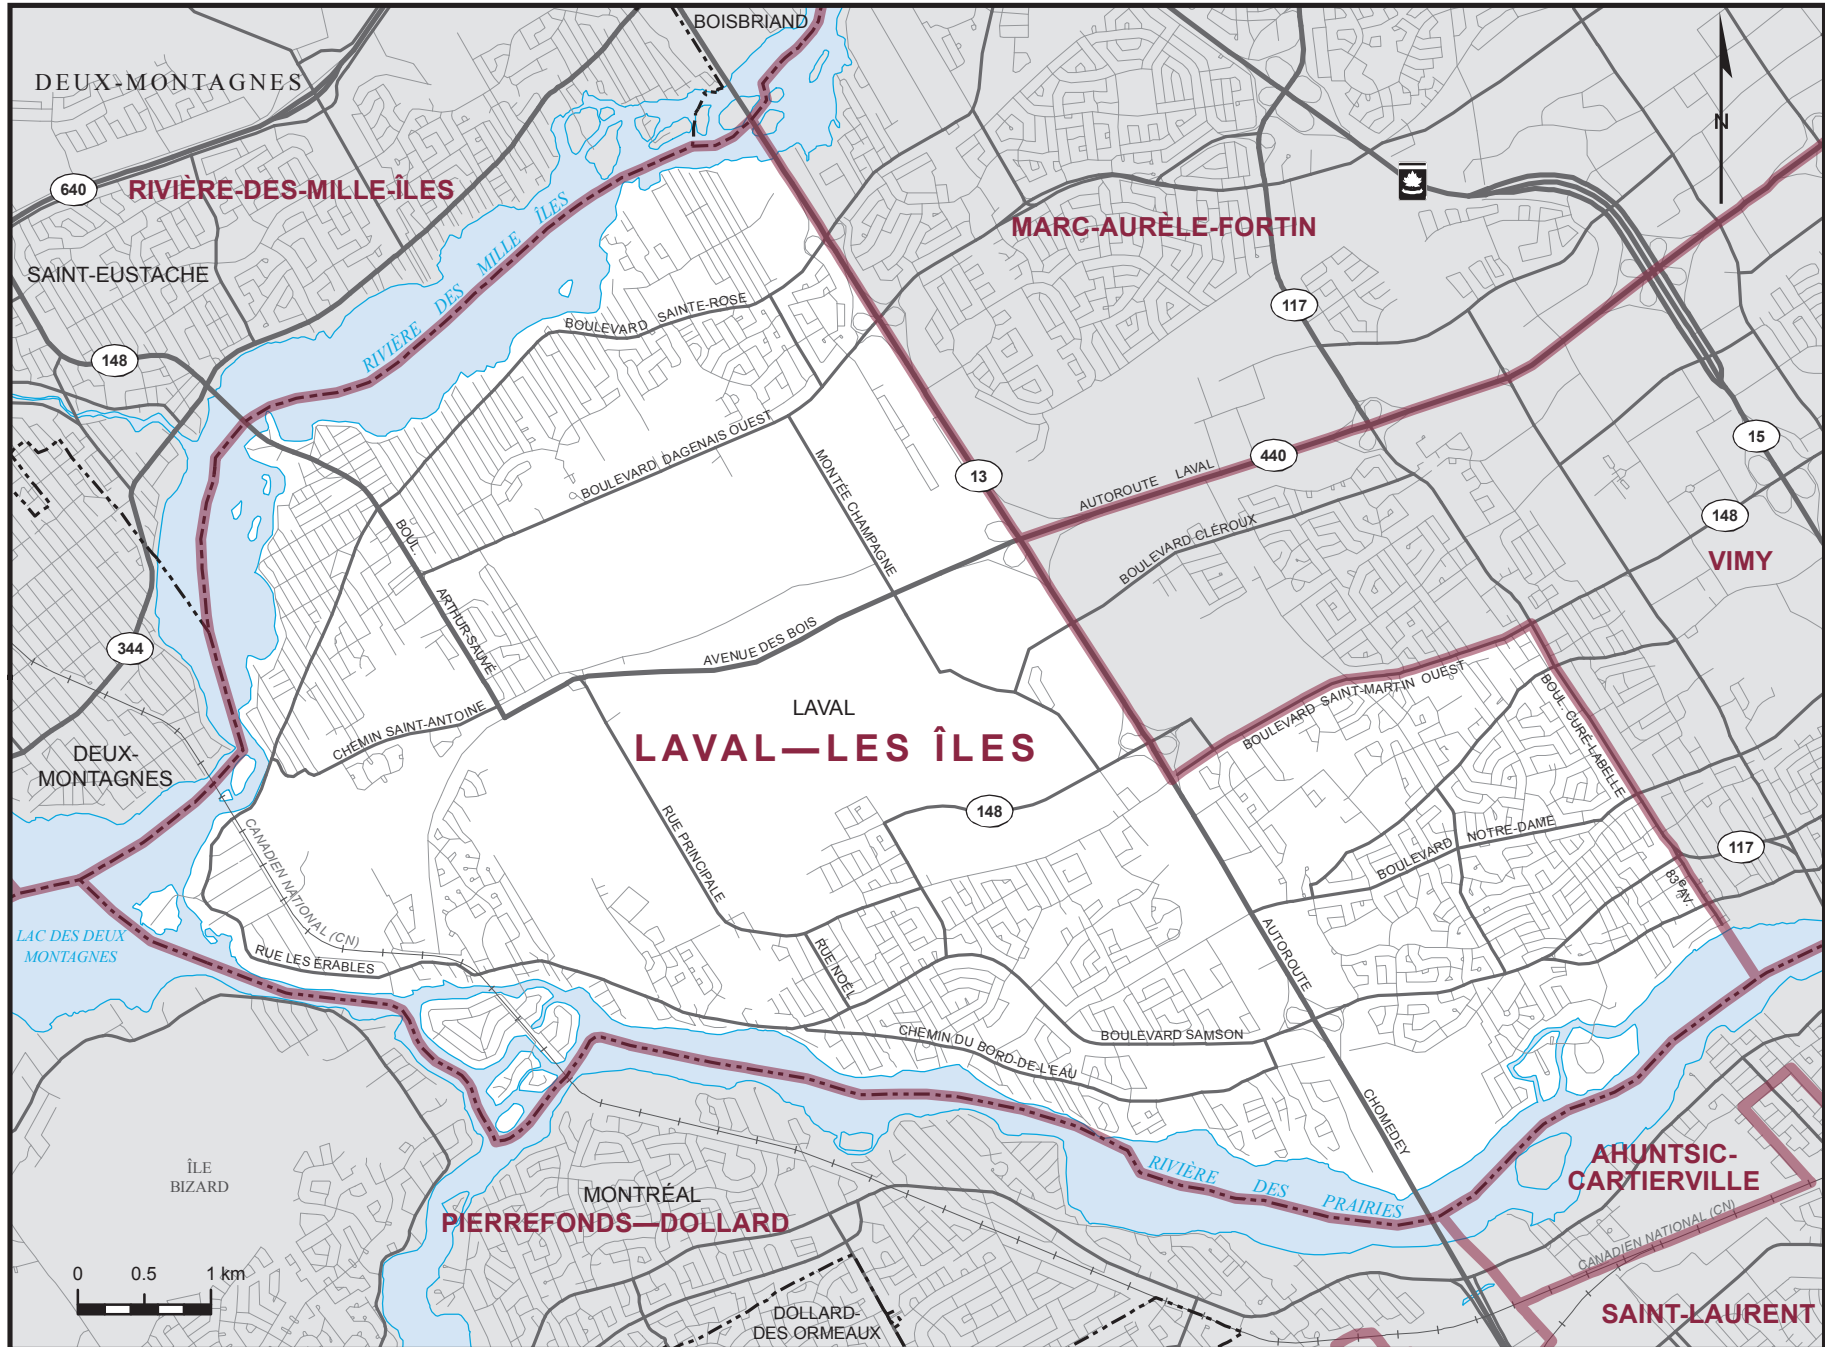 BOISBRIAND
DEUX-MONTAGNES
N
640
RIVIÈRE-DES-MILLE-ÎLES
MARC-AURÈLE-FORTIN
RIVIÈRE DES MILLE ÎLES
SAINT-EUSTACHE
117
BOULEVARD SAINTE-ROSE
148
BOULEVARD DAGENAIS OUEST
15
440
13
AUTOROUTE LAVAL
MONTÉE CHAMPAGNE
148
BOUL. ARTHUR-SAUVÉ
BOULEVARD CLÉROUX
VIMY
344
AVENUE DES BOIS
BOULEVARD SAINT-MARTIN OUEST
BOUL. CURÉ-LABELLE
CHEMIN SAINT-ANTOINE
LAVAL
LAVAL—LES ÎLES
DEUX-
MONTAGNES
148
RUE PRINCIPALE
CANADIEN NATIONAL (CN)
BOULEVARD NOTRE-DAME
117
83e AV.
LAC DES DEUX
MONTAGNES
RUE LES ÉRABLES
RUE NOËL
AUTOROUTE CHOMEDEY
CHEMIN DU BORD-DE-L'EAU
BOULEVARD SAMSON
RIVIÈRE DES PRAIRIES
AHUNTSIC-
CARTIERVILLE
ÎLE
BIZARD
MONTRÉAL
PIERREFONDS—DOLLARD
CANADIEN NATIONAL (CN)
0 0.5 1 km
DOLLARD-
DES ORMEAUX
SAINT-LAURENT